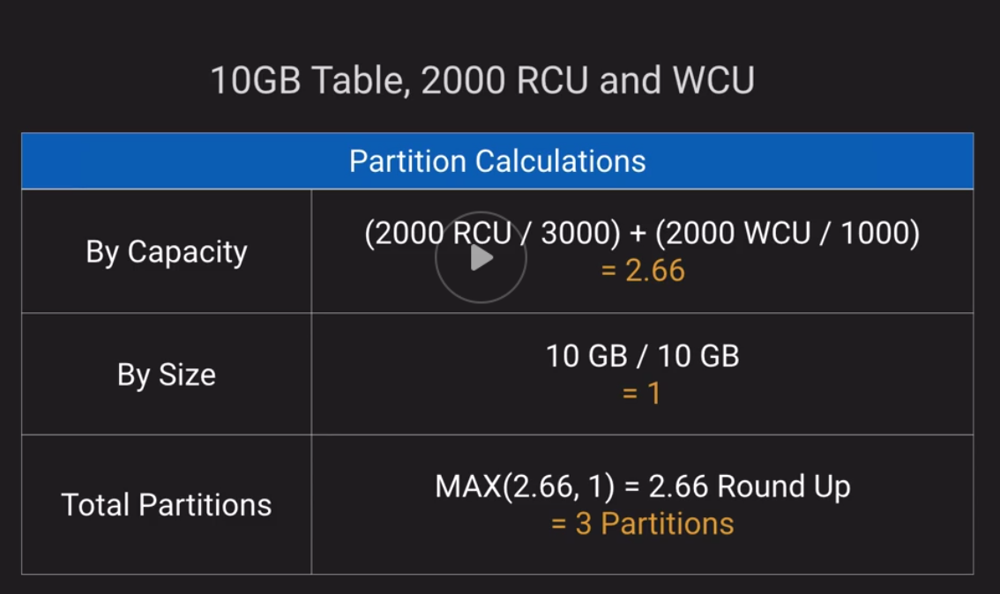 10GB Table, 2000 RCU and WCU
Partition Calculations
By Capacity
(2000 RCU / 3000) + (2000 WCU / 1000)
= 2.66
By Size
10 GB / 10 GB
= 1
Total Partitions
MAX(2.66, 1) = 2.66 Round Up
= 3 Partitions